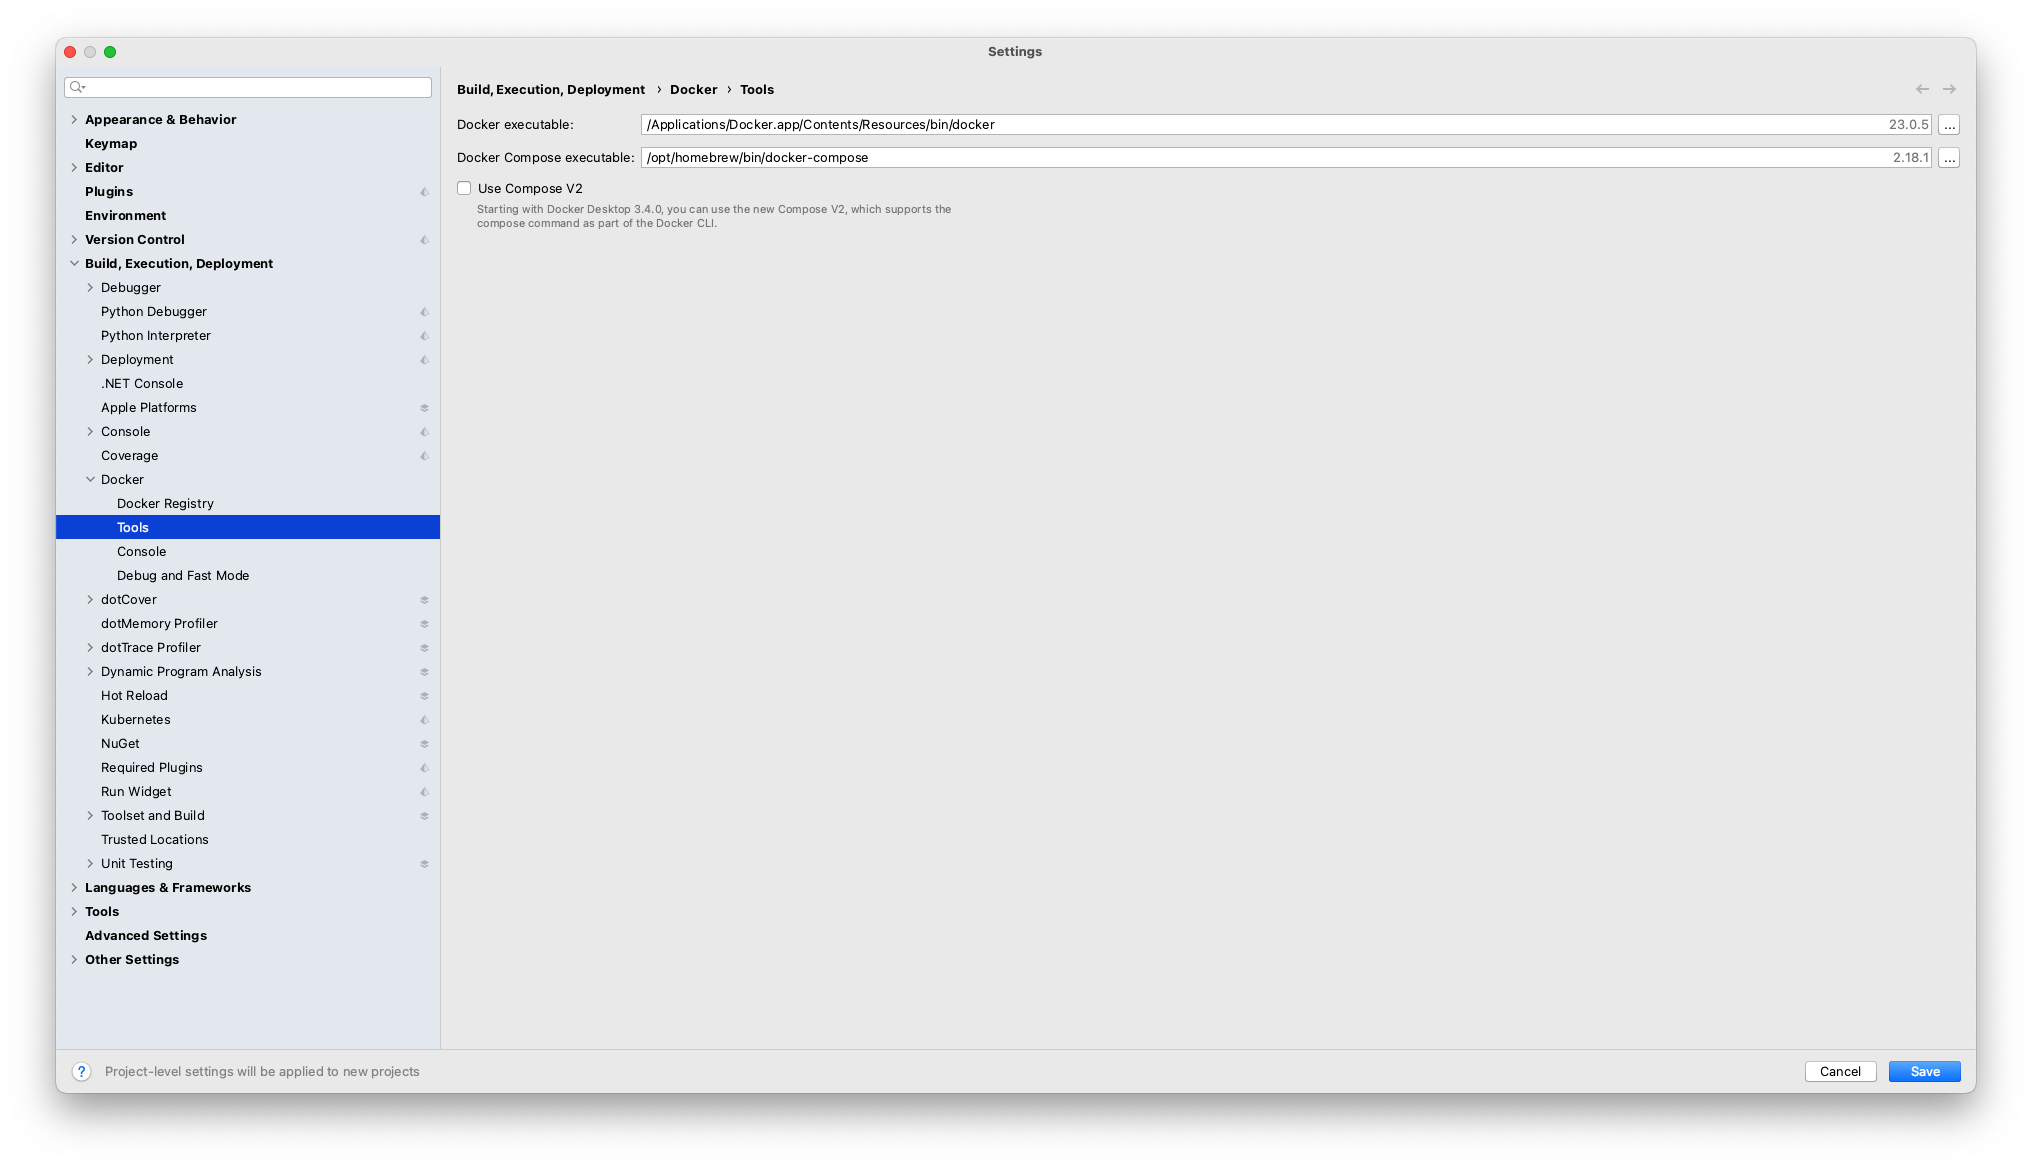 Settings
Appearance & Behavior
Keymap
Editor
Plugins
Environment
Version Control
Build, Execution, Deployment
Debugger
Python Debugger
Python Interpreter
Deployment
.NET Console
Apple Platforms
Console
Coverage
Docker
Docker Registry
Tools
Console
Debug and Fast Mode
dotCover
dotMemory Profiler
dotTrace Profiler
Dynamic Program Analysis
Hot Reload
Kubernetes
NuGet
Required Plugins
Run Widget
Toolset and Build
Trusted Locations
Unit Testing
Languages & Frameworks
Tools
Advanced Settings
Other Settings
Build, Execution, Deployment › Docker › Tools
Docker executable: /Applications/Docker.app/Contents/Resources/bin/docker 23.0.5 ...
Docker Compose executable: /opt/homebrew/bin/docker-compose 2.18.1 ...
Use Compose V2
Starting with Docker Desktop 3.4.0, you can use the new Compose V2, which supports the
compose command as part of the Docker CLI.
? Project-level settings will be applied to new projects
Cancel Save